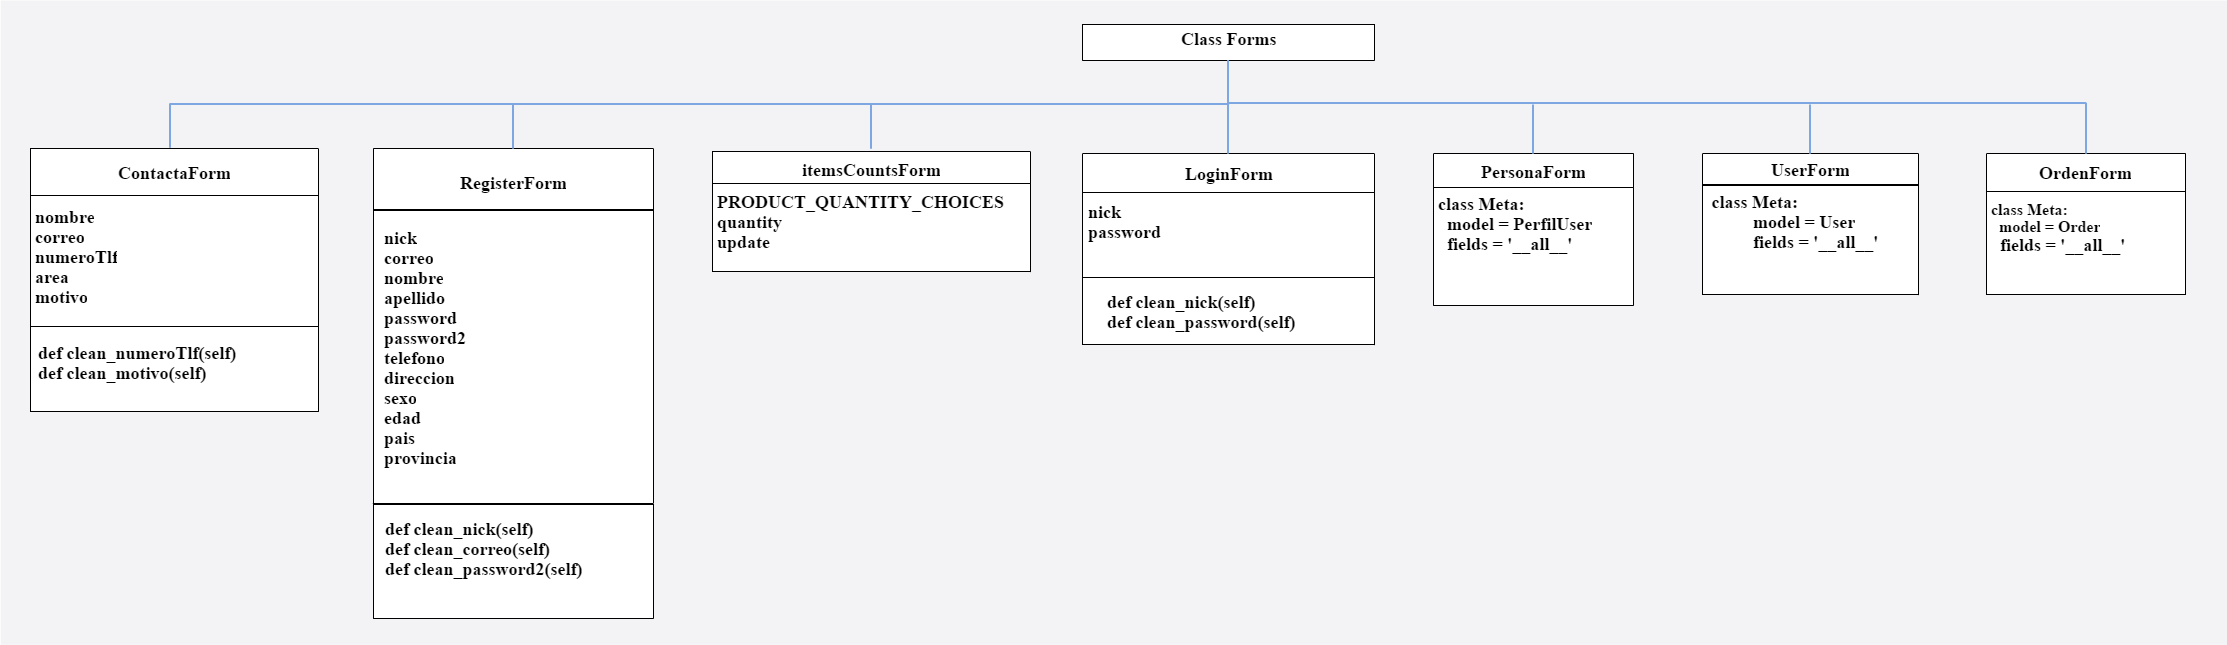 Class Forms
ContactaForm
nombre
correo
numeroTlf
area
motivo
def clean_numeroTlf(self)
def clean_motivo(self)
RegisterForm
nick
correo
nombre
apellido
password
password2
telefono
direccion
sexo
edad
pais
provincia
def clean_nick(self)
def clean_correo(self)
def clean_password2(self)
itemsCountsForm
PRODUCT_QUANTITY_CHOICES
quantity
update
LoginForm
nick
password
def clean_nick(self)
def clean_password(self)
PersonaForm
class Meta:
model = PerfilUser
fields = '__all__'
UserForm
class Meta:
model = User
fields = '__all__'
OrdenForm
class Meta:
model = Order
fields = '__all__'